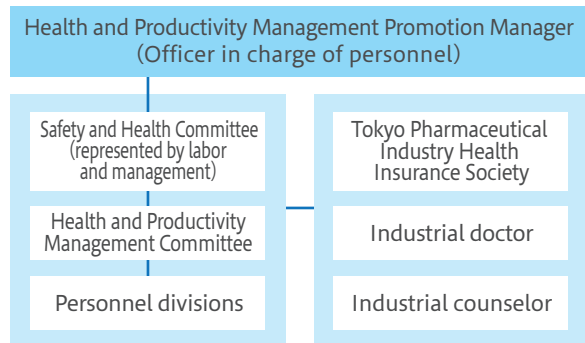 Health and Productivity Management Promotion Manager
(Officer in charge of personnel)
Safety and Health Committee
(represented by labor
and management)
Health and Productivity
Management Committee
Personnel divisions
Tokyo Pharmaceutical
Industry Health
Insurance Society
Industrial doctor
Industrial counselor